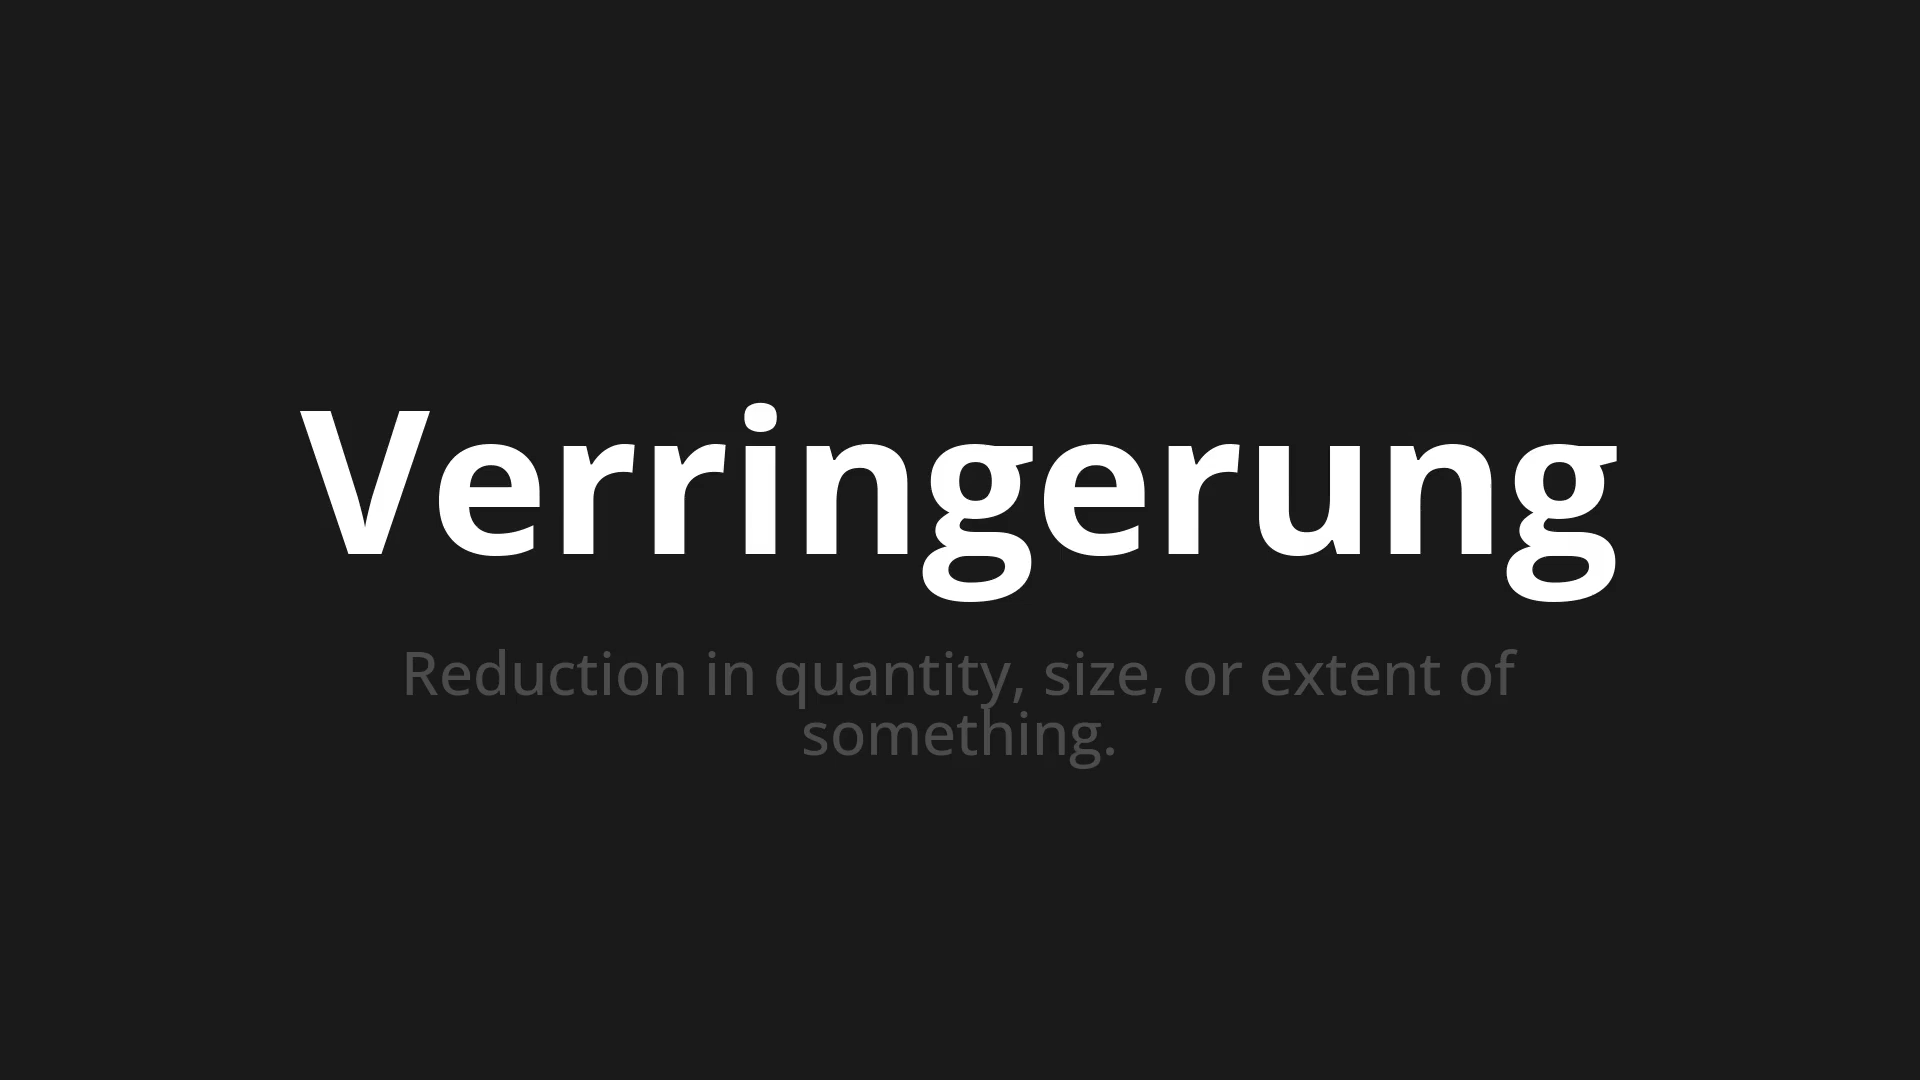 Verringerung
Reduction in quantity, size, or extent of
something.